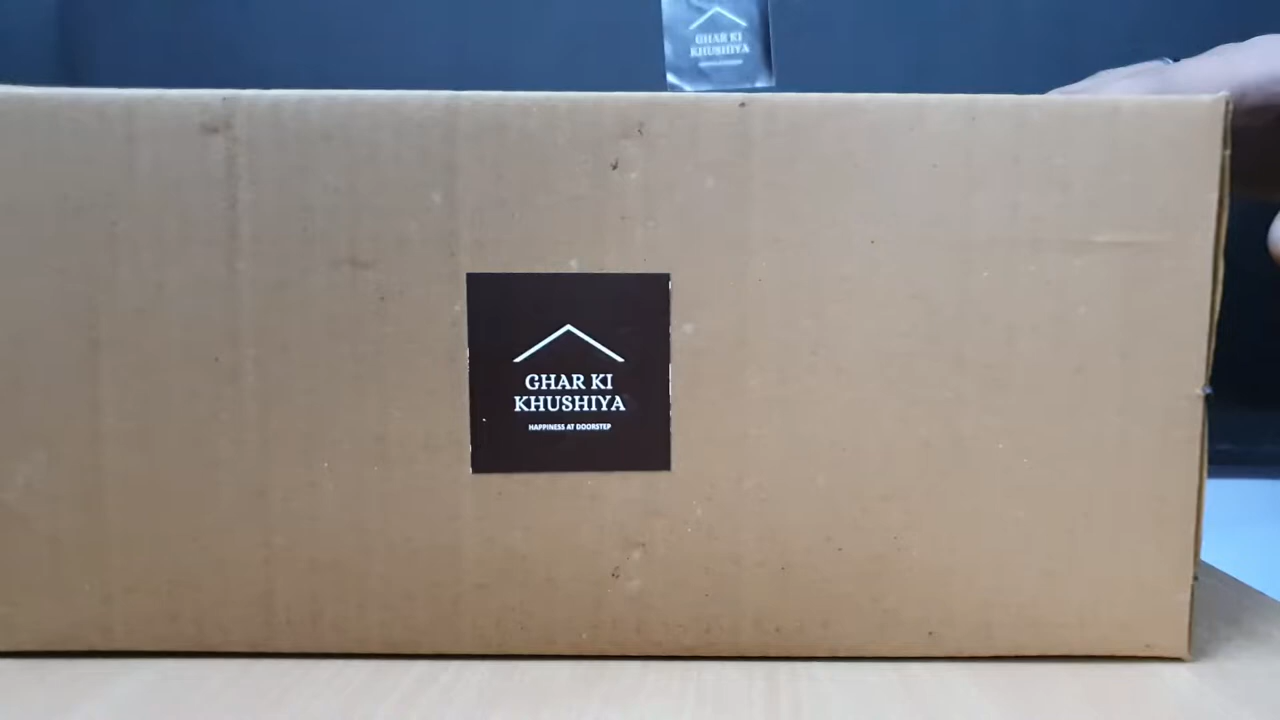 GHAR KI
KHUSHIYA
GHAR KI
KHUSHIYA
HAPPINESS AT DOORSTEP